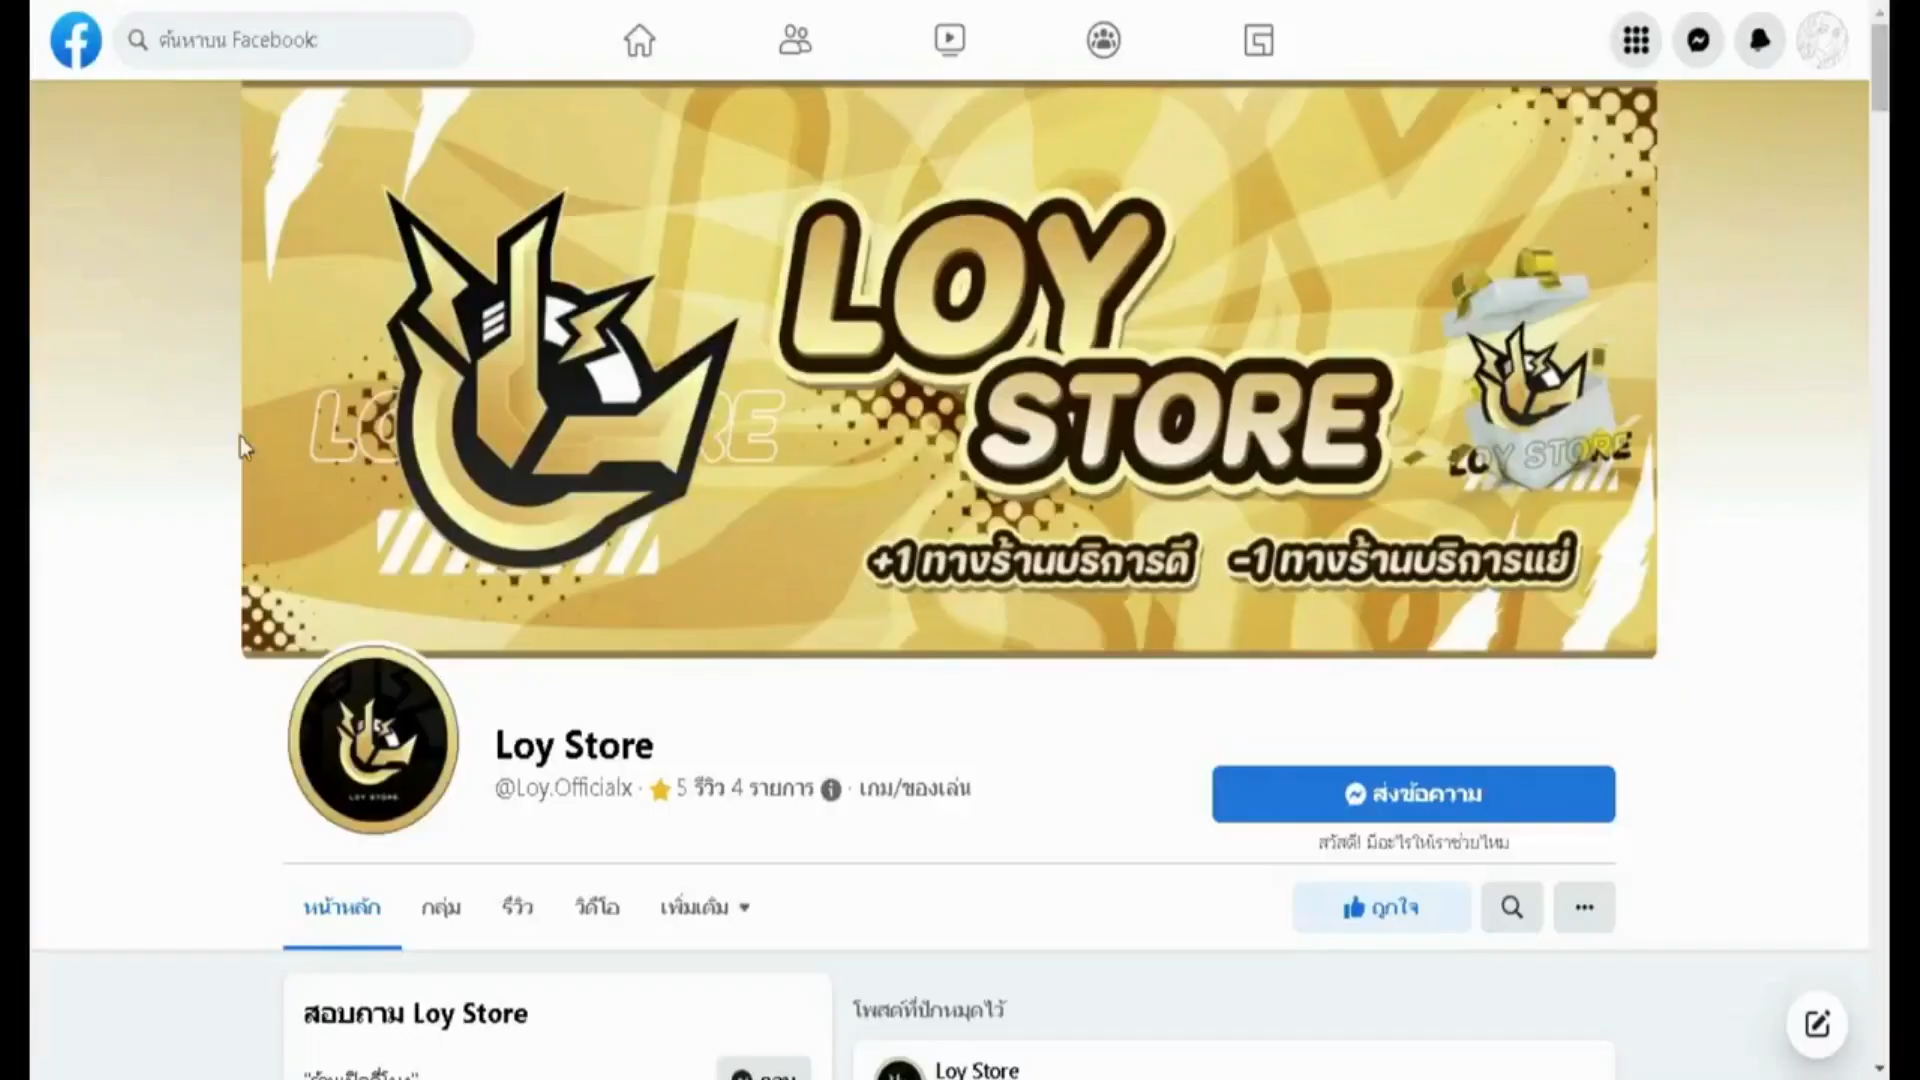 ค้นหาบน Facebook
LOY
STORE
LOY STORE
+1 ทางร้านบริการดี -1 ทางร้านบริการแย่
LOY STORE
Loy Store
@Loy.Officialx · 5 รีวิว 4 รายการ · เกม/ของเล่น
ส่งข้อความ
สวัสดี! มีอะไรให้เราช่วยไหม
หน้าหลัก กลุ่ม รีวิว วิดีโอ เพิ่มเติม
ถูกใจ
สอบถาม Loy Store
โพสต์ที่ปักหมุดไว้
Loy Store